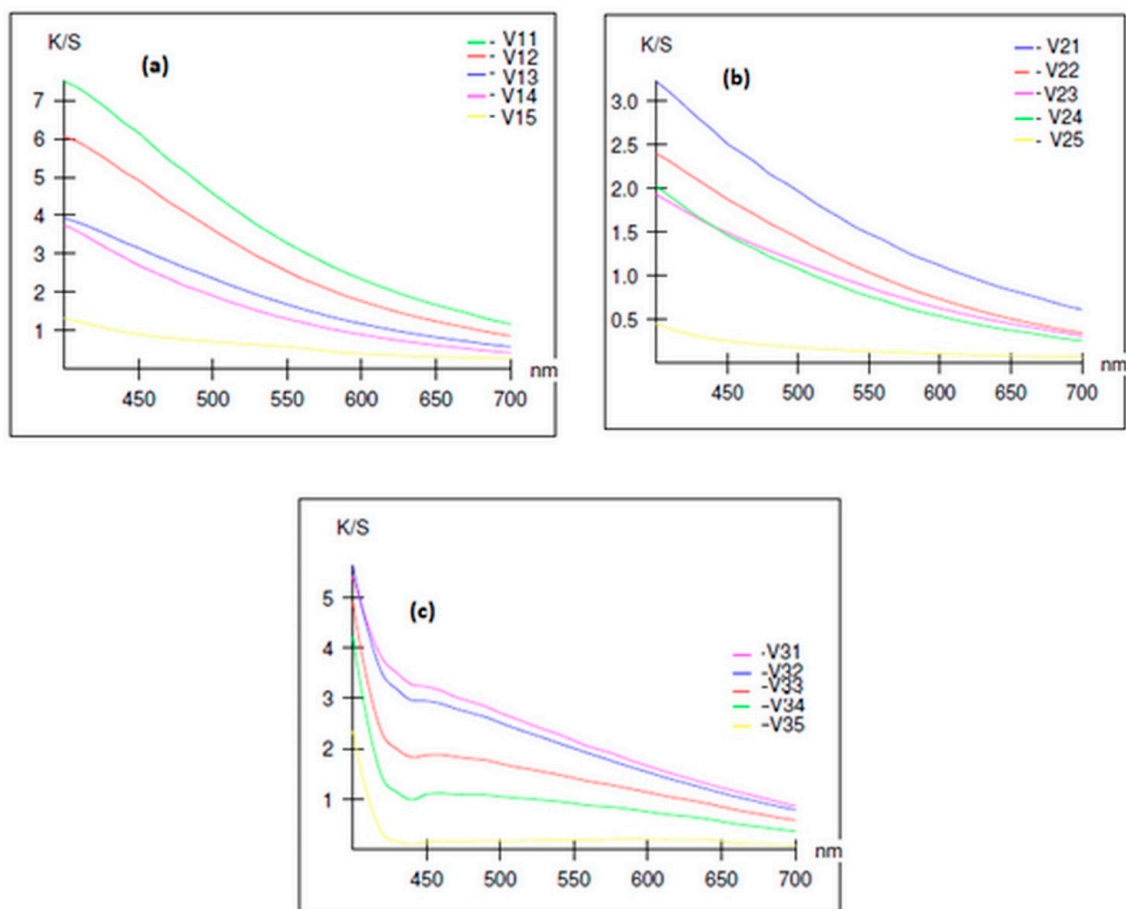 K/S
(a)
- V11
- V12
- V13
- V14
- V15
7
6
5
4
3
2
1
nm
450 500 550 600 650 700
K/S
(b)
- V21
- V22
-V23
- V24
- V25
3.0
2.5
2.0
1.5
1.0
0.5
nm
450 500 550 600 650 700
K/S
(c)
-V31
-V32
-V33
-V34
-V35
5
4
3
2
1
nm
450 500 550 600 650 700